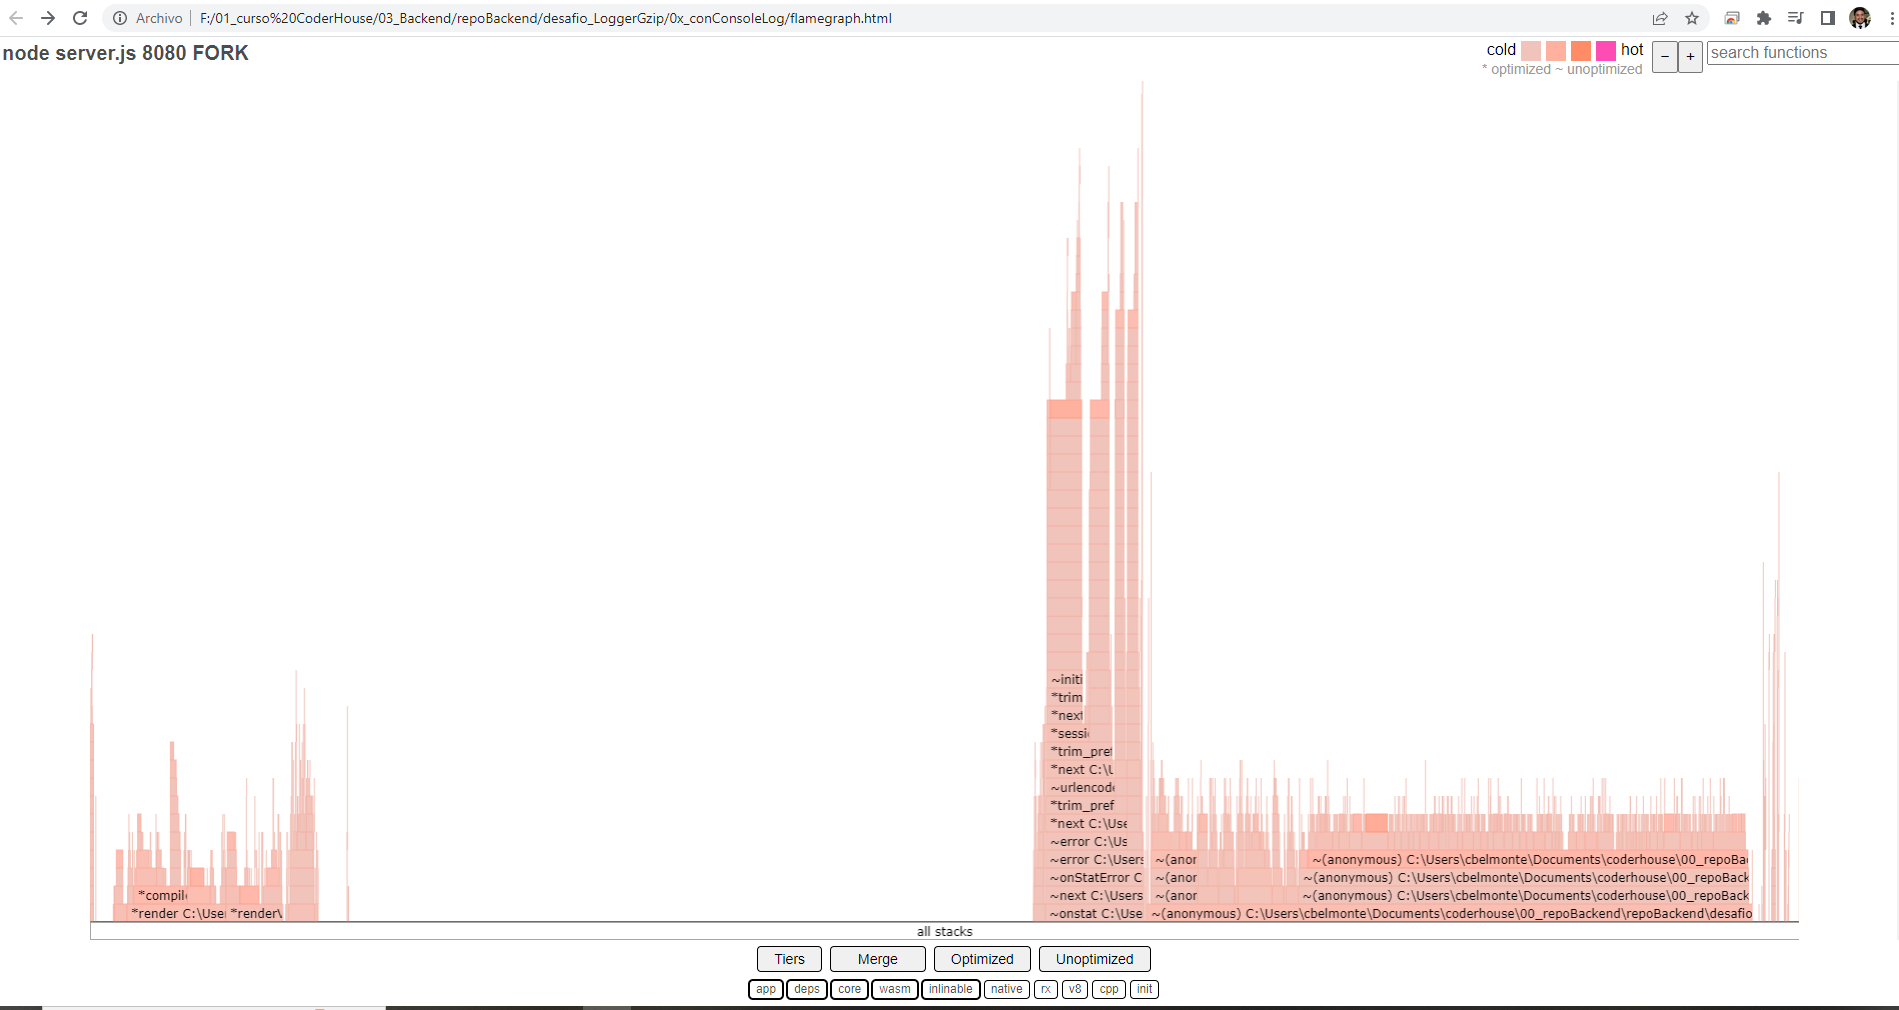 Archivo F:/01_curso%20CoderHouse/03_Backend/repoBackend/desafio_LoggerGzip/0x_conConsoleLog/flamegraph.html
node server.js 8080 FORK
cold hot − + search functions
* optimized ~ unoptimized
~initi
*trim
*next
*sessi
*trim_pref
*next C:\U
~urlencode
*trim_pref
*next C:\Use
~error C:\Us
~error C:\Users ~(anor ~(anonymous) C:\Users\cbelmonte\Documents\coderhouse\00_repoBa
~onStatError C ~(anor ~(anonymous) C:\Users\cbelmonte\Documents\coderhouse\00_repoBack
*compil ~next C:\Users ~(anor ~(anonymous) C:\Users\cbelmonte\Documents\coderhouse\00_repoBack
*render C:\Use *render\ ~onstat C:\Use ~(anonymous) C:\Users\cbelmonte\Documents\coderhouse\00_repoBackend\repoBackend\desafio
all stacks
Tiers Merge Optimized Unoptimized
app deps core wasm inlinable native rx v8 cpp init